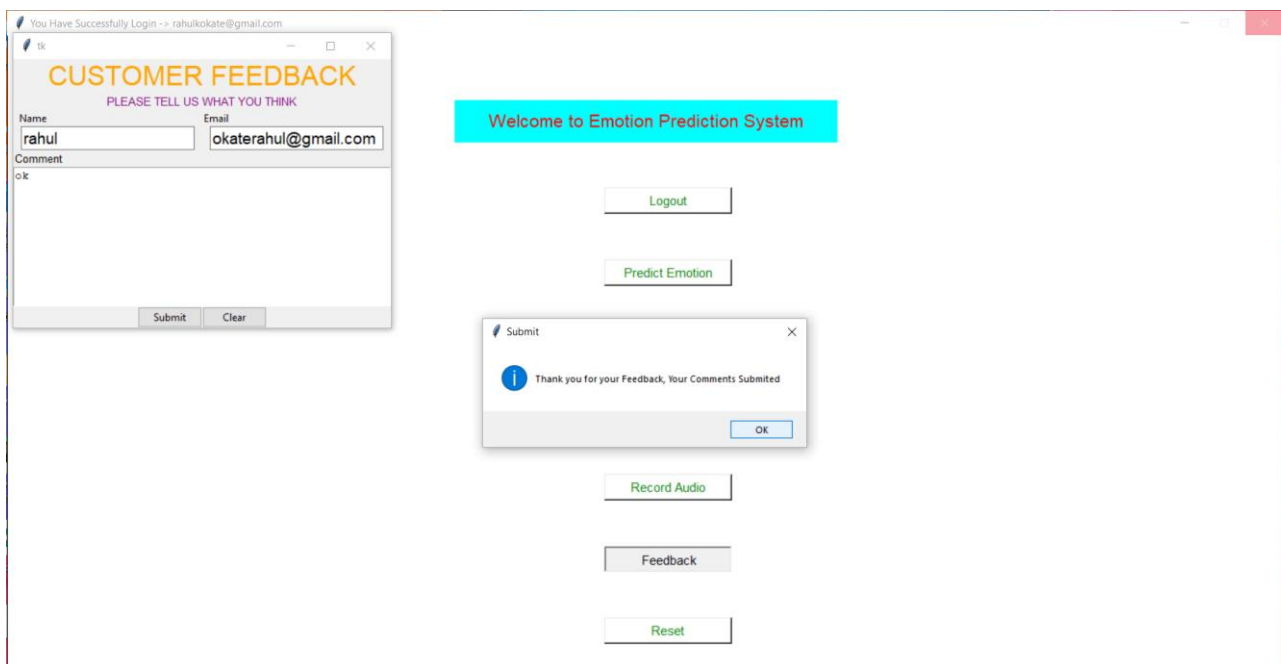 You Have Successfully Login -> rahulkokate@gmail.com
tk
CUSTOMER FEEDBACK
PLEASE TELL US WHAT YOU THINK
Name Email
rahul okaterahul@gmail.com
Comment
ok
Submit Clear
Welcome to Emotion Prediction System
Logout
Predict Emotion
Submit
Thank you for your Feedback, Your Comments Submited
OK
Record Audio
Feedback
Reset